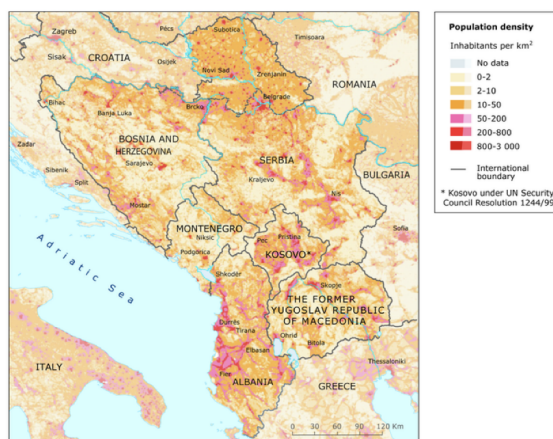 Zagreb
Pécs
Subotica
Timişoara
CROATIA
Sisak
Osijek
Novi Sad
Zrenjanin
ROMANIA
Bihac
Banja Luka
Brcko
Belgrade
BOSNIA AND
HERZEGOVINA
Zadar
Sarajevo
SERBIA
Sibenik
Split
Kraljevo
BULGARIA
Nis
Mostar
MONTENEGRO
Niksic
Pec
Pristina
Sofia
Podgorica
KOSOVO*
Adriatic Sea
Shkodër
Skopje
THE FORMER
YUGOSLAV REPUBLIC
OF MACEDONIA
Durrës
Tirana
Ohrid
Bitola
Elbasan
Thessaloniki
ITALY
Fier
ALBANIA
GREECE
0 30 60 120 Km
Population density
Inhabitants per km²
No data
0-2
2-10
10-50
50-200
200-800
800-3 000
International
boundary
* Kosovo under UN Security
Council Resolution 1244/99